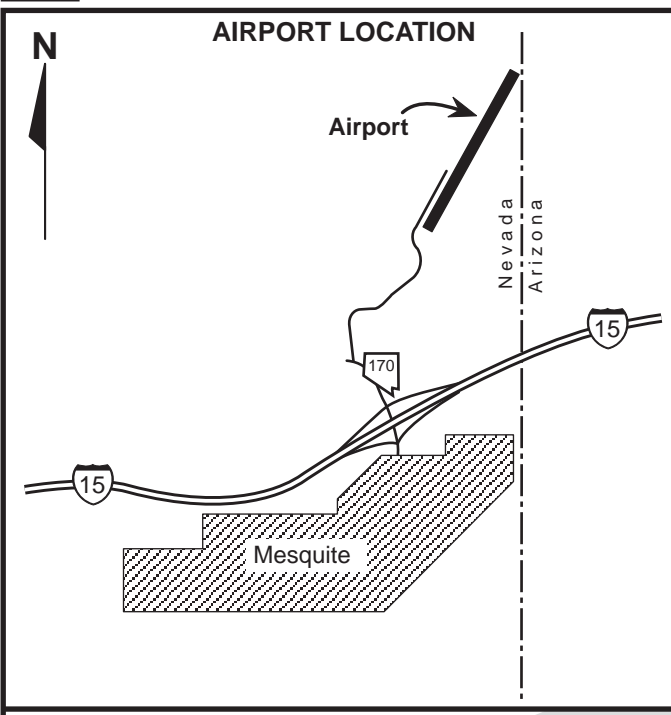 AIRPORT LOCATION
N
Airport
Nevada
Arizona
15
170
15
Mesquite